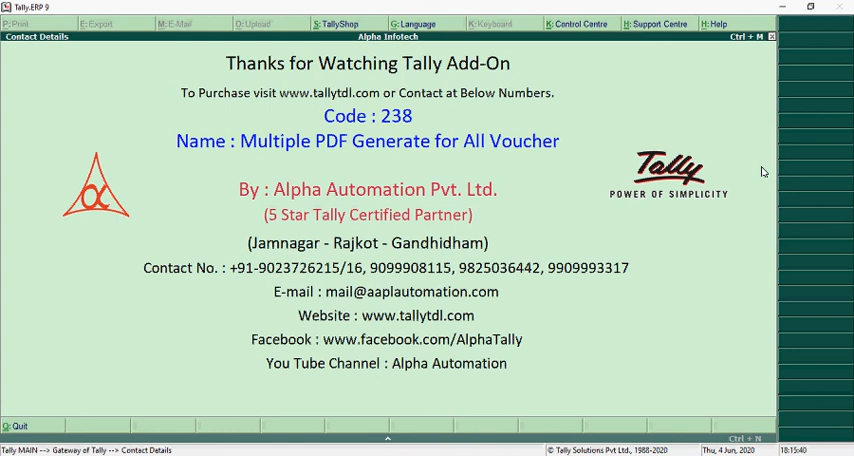 Tally.ERP 9
P: Print E: Export M: E-Mail O: Upload S: TallyShop G: Language K: Keyboard K: Control Centre H: Support Centre H: Help
Contact Details Alpha Infotech Ctrl + M
Thanks for Watching Tally Add-On
To Purchase visit www.tallytdl.com or Contact at Below Numbers.
Code : 238
Name : Multiple PDF Generate for All Voucher
Tally
POWER OF SIMPLICITY
By : Alpha Automation Pvt. Ltd.
(5 Star Tally Certified Partner)
(Jamnagar - Rajkot - Gandhidham)
Contact No. : +91-9023726215/16, 9099908115, 9825036442, 9909993317
E-mail : mail@aaplautomation.com
Website : www.tallytdl.com
Facebook : www.facebook.com/AlphaTally
You Tube Channel : Alpha Automation
Q: Quit
Ctrl + N
Tally MAIN --> Gateway of Tally --> Contact Details © Tally Solutions Pvt Ltd., 1988-2020 Thu, 4 Jun, 2020 18:15:40